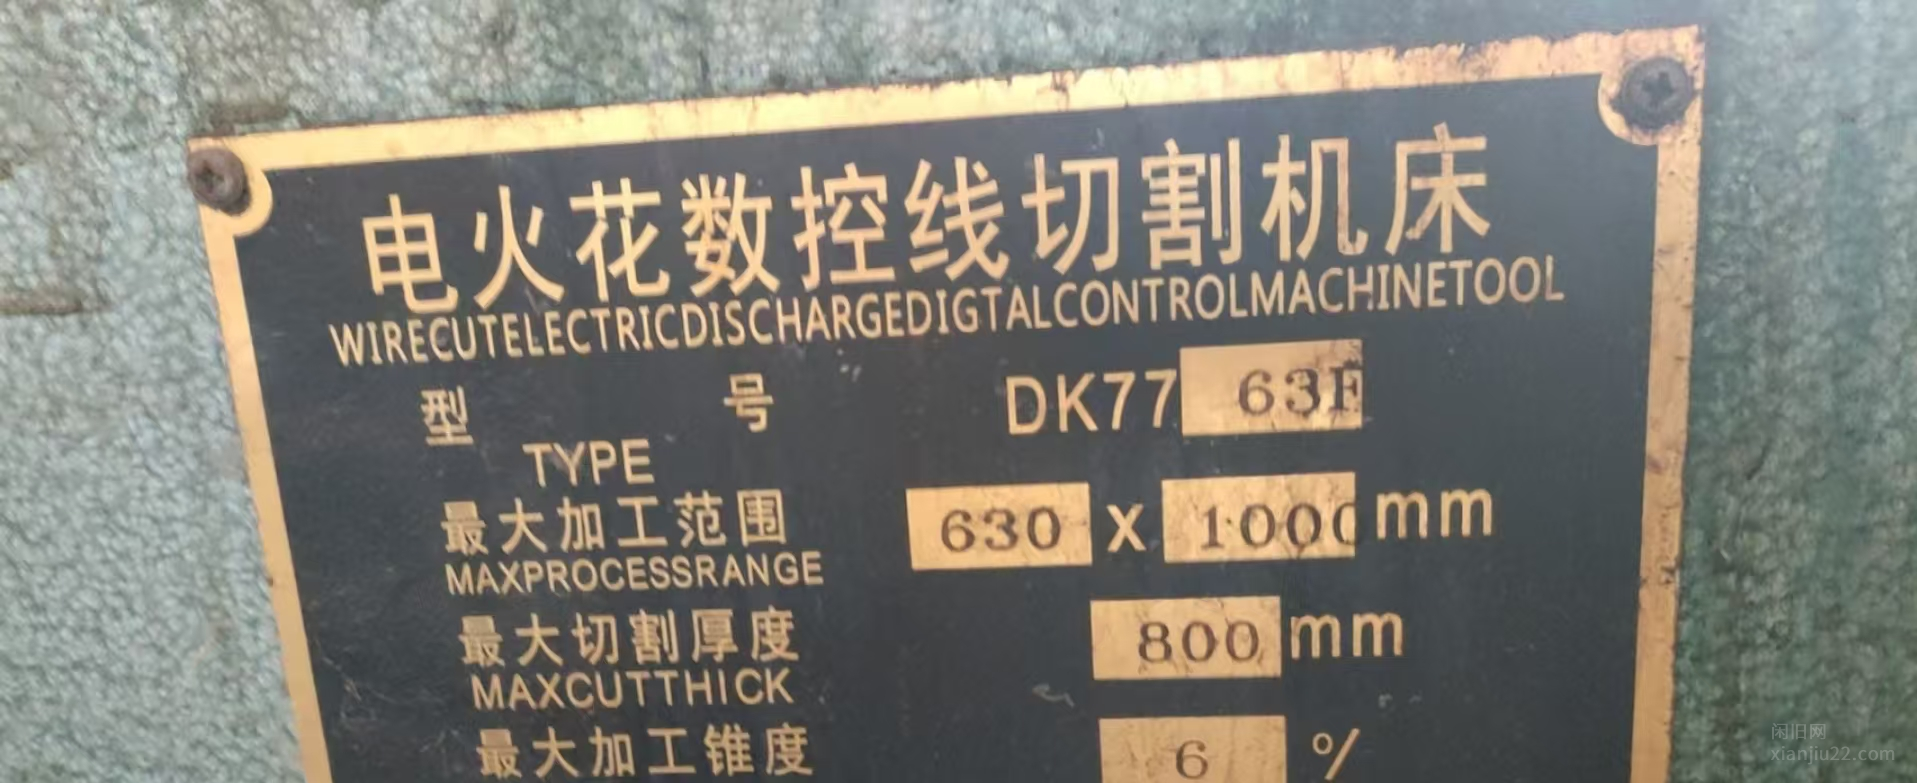 电火花数控线切割机床
WIRECUTELECTRICDISCHARGEDIGTALCONTROLMACHINETOOL
型 号 DK77 63F
TYPE
最大加工范围 630 x 1000 mm
MAXPROCESSRANGE
最大切割厚度 800 mm
MAXCUTTHICK
最大加工锥度 6 %
闲旧网
xianjiu22.com